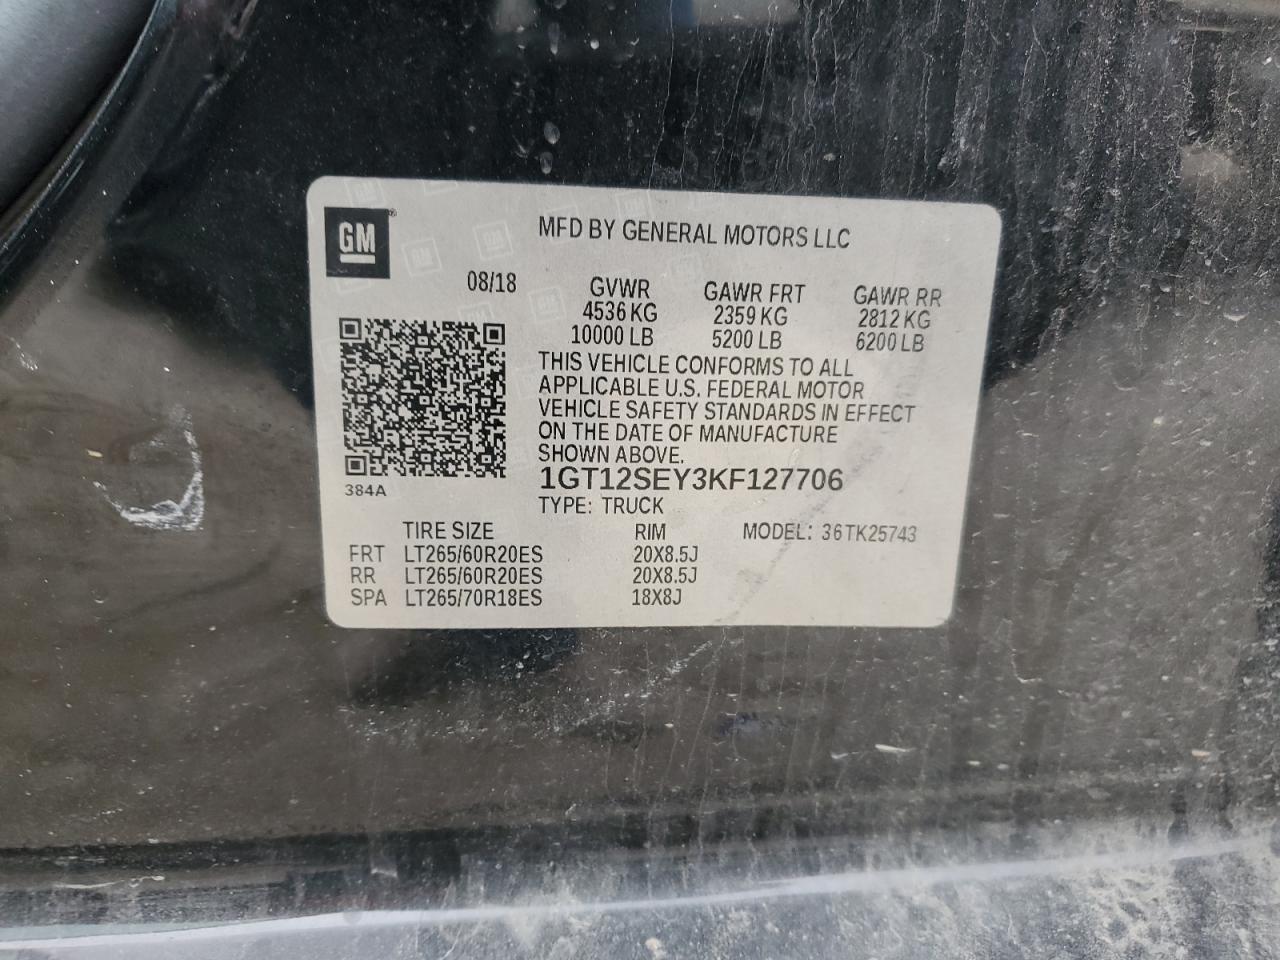 GM
MFD BY GENERAL MOTORS LLC
08/18 GVWR GAWR FRT GAWR RR
4536 KG 2359 KG 2812 KG
10000 LB 5200 LB 6200 LB
THIS VEHICLE CONFORMS TO ALL
APPLICABLE U.S. FEDERAL MOTOR
VEHICLE SAFETY STANDARDS IN EFFECT
ON THE DATE OF MANUFACTURE
SHOWN ABOVE.
1GT12SEY3KF127706
384A
TYPE: TRUCK
TIRE SIZE RIM MODEL: 36TK25743
FRT LT265/60R20ES 20X8.5J
RR LT265/60R20ES 20X8.5J
SPA LT265/70R18ES 18X8J